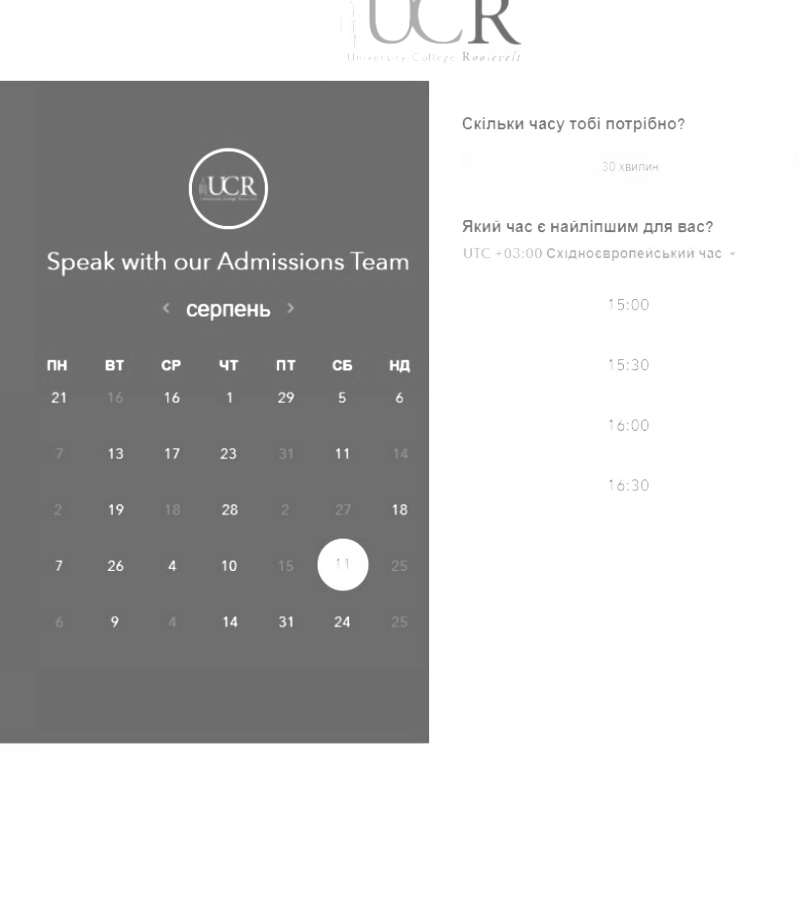 UCR
University College Roosevelt
UCR
Speak with our Admissions Team
< серпень >
ПН ВТ СР ЧТ ПТ СБ НД
21 16 16 1 29 5 6
7 13 17 23 31 11 14
2 19 18 28 2 27 18
7 26 4 10 15 11 25
6 9 4 14 31 24 25
Скільки часу тобі потрібно?
30 хвилин
Який час є найліпшим для вас?
UTC +03:00 Східноєвропейський час
15:00
15:30
16:00
16:30